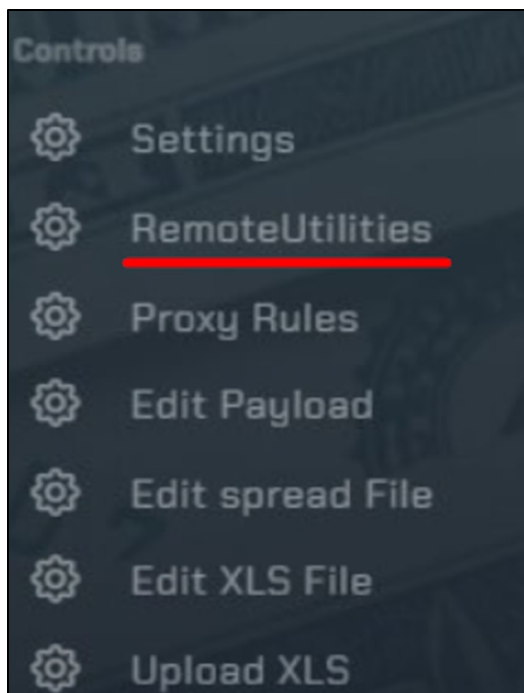 Controls
Settings
RemoteUtilities
Proxy Rules
Edit Payload
Edit spread File
Edit XLS File
Upload XLS